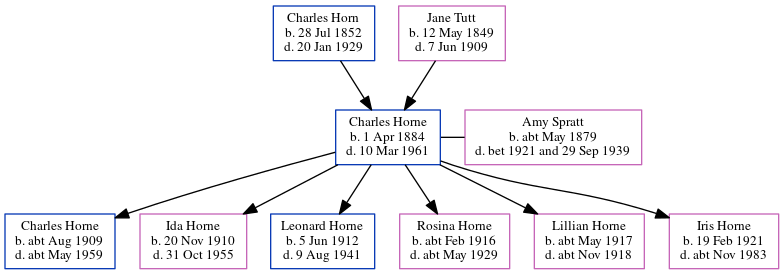 Charles Horn
b. 28 Jul 1852
d. 20 Jan 1929
Jane Tutt
b. 12 May 1849
d. 7 Jun 1909
Charles Horne
b. 1 Apr 1884
d. 10 Mar 1961
Amy Spratt
b. abt May 1879
d. bet 1921 and 29 Sep 1939
Charles Horne
b. abt Aug 1909
d. abt May 1959
Ida Horne
b. 20 Nov 1910
d. 31 Oct 1955
Leonard Horne
b. 5 Jun 1912
d. 9 Aug 1941
Rosina Horne
b. abt Feb 1916
d. abt May 1929
Lillian Horne
b. abt May 1917
d. abt Nov 1918
Iris Horne
b. 19 Feb 1921
d. abt Nov 1983